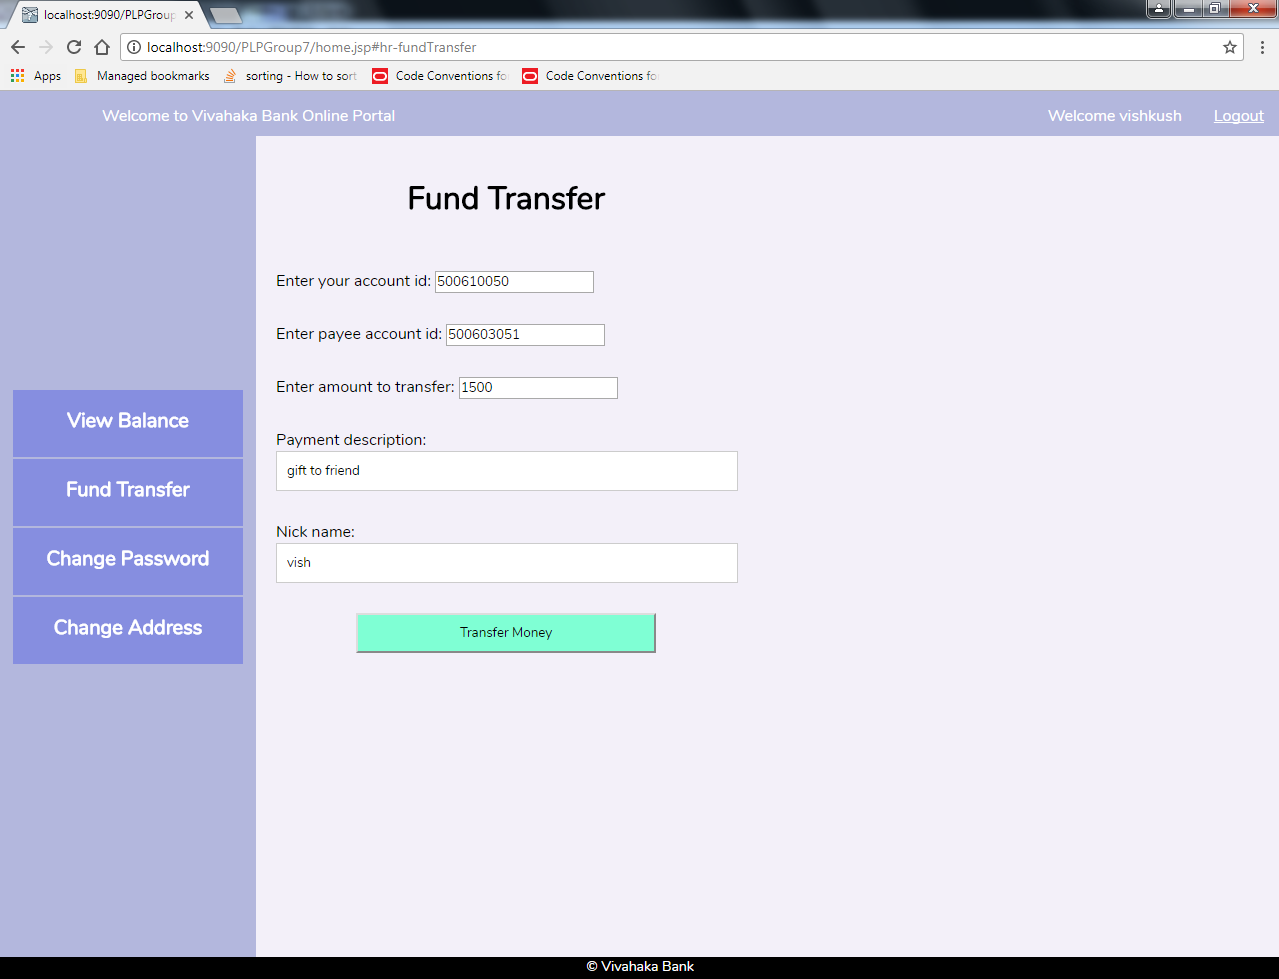 localhost:9090/PLPGroup
localhost:9090/PLPGroup7/home.jsp#hr-fundTransfer
Apps Managed bookmarks sorting - How to sort Code Conventions fo Code Conventions fo
Welcome to Vivahaka Bank Online Portal Welcome vishkush Logout
Fund Transfer
Enter your account id: 500610050
Enter payee account id: 500603051
Enter amount to transfer: 1500
Payment description:
gift to friend
Nick name:
vish
Transfer Money
View Balance
Fund Transfer
Change Password
Change Address
© Vivahaka Bank